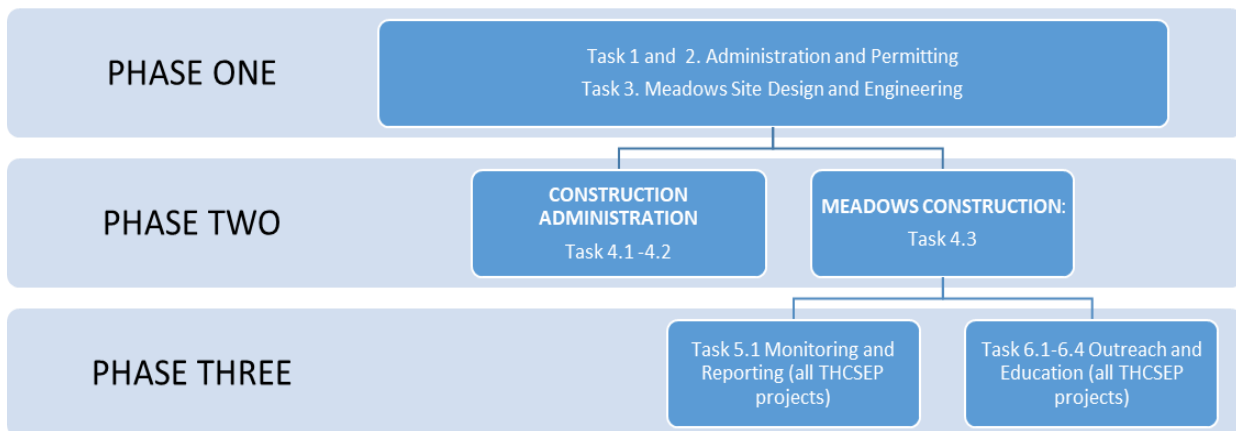 PHASE ONE
Task 1 and  2. Administration and Permitting
Task 3. Meadows Site Design and Engineering
PHASE TWO
CONSTRUCTION
ADMINISTRATION
Task 4.1 -4.2
MEADOWS CONSTRUCTION:
Task 4.3
PHASE THREE
Task 5.1 Monitoring and
Reporting (all THCSEP
projects)
Task 6.1-6.4 Outreach and
Education (all THCSEP
projects)